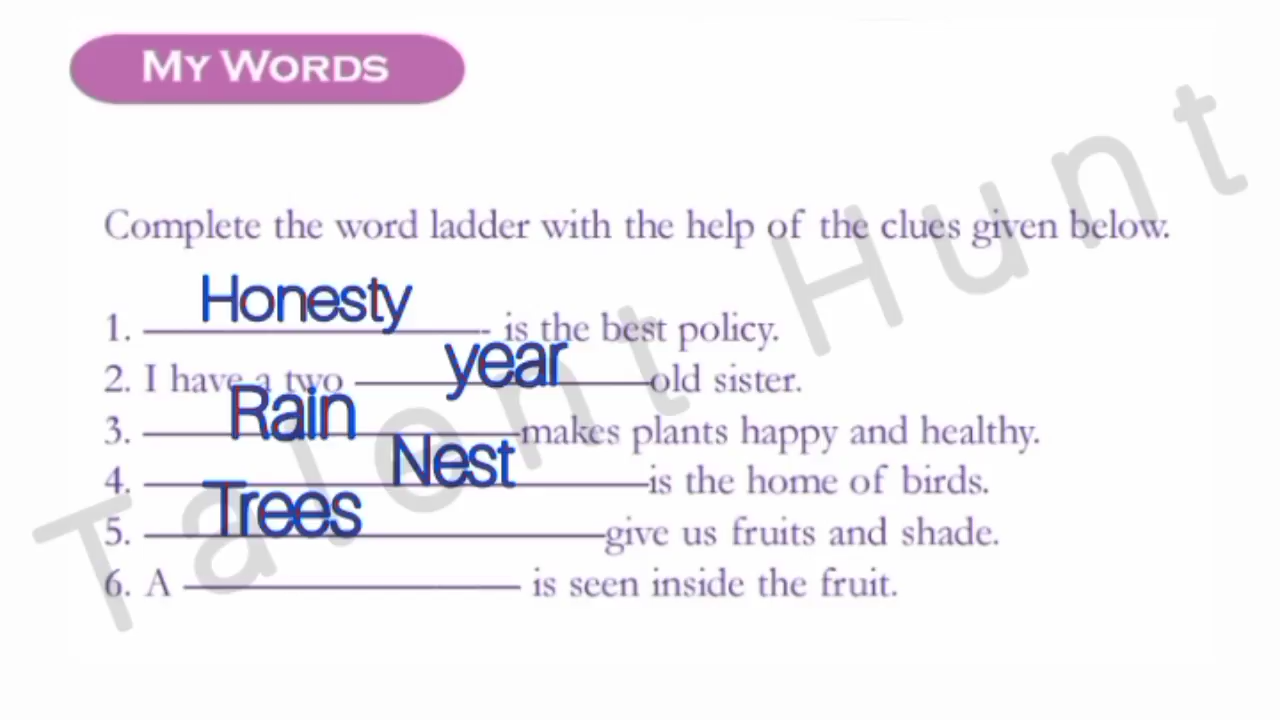 MY WORDS
Complete the word ladder with the help of the clues given below.
1. Honesty is the best policy.
2. I have a two year old sister.
3. Rain makes plants happy and healthy.
4. Nest is the home of birds.
5. Trees give us fruits and shade.
6. A ____________ is seen inside the fruit.
Talent Hunt